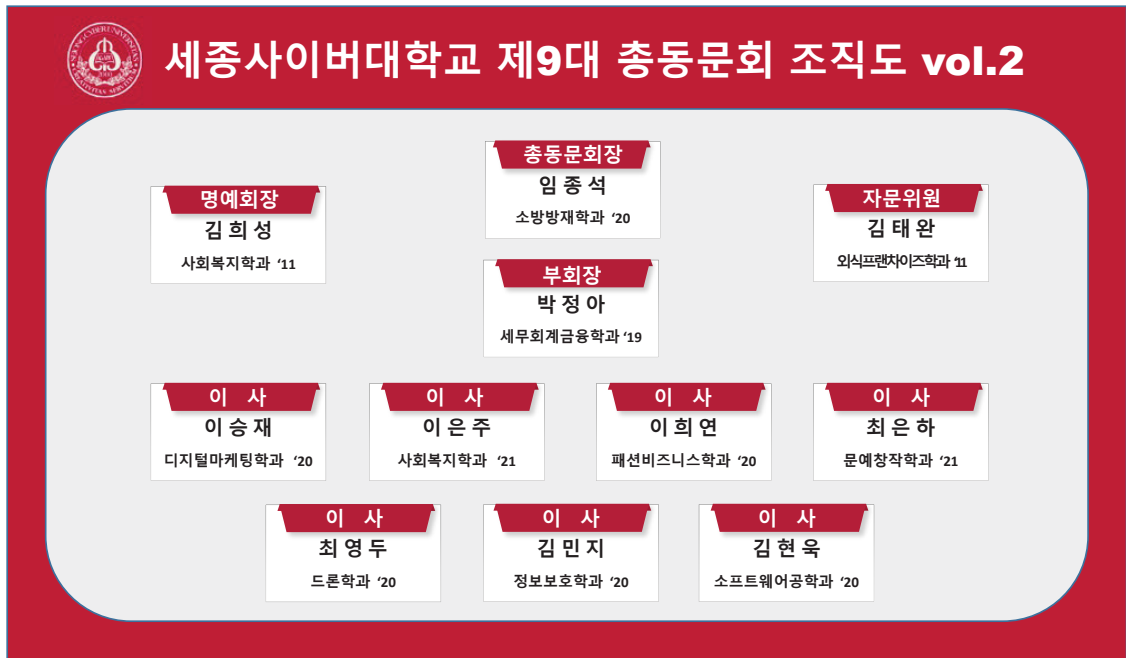 세종사이버대학교 제9대 총동문회 조직도 vol.2
총동문회장
임종석
소방방재학과 ‘20
명예회장
김희성
사회복지학과 ‘11
자문위원
김태완
외식프랜차이즈학과 ‘11
부회장
박정아
세무회계금융학과 ‘19
이 사
이승재
디지털마케팅학과 ‘20
이 사
이은주
사회복지학과 ‘21
이 사
이희연
패션비즈니스학과 ‘20
이 사
최은하
문예창작학과 ‘21
이 사
최영두
드론학과 ‘20
이 사
김민지
정보보호학과 ‘20
이 사
김현욱
소프트웨어공학과 ‘20